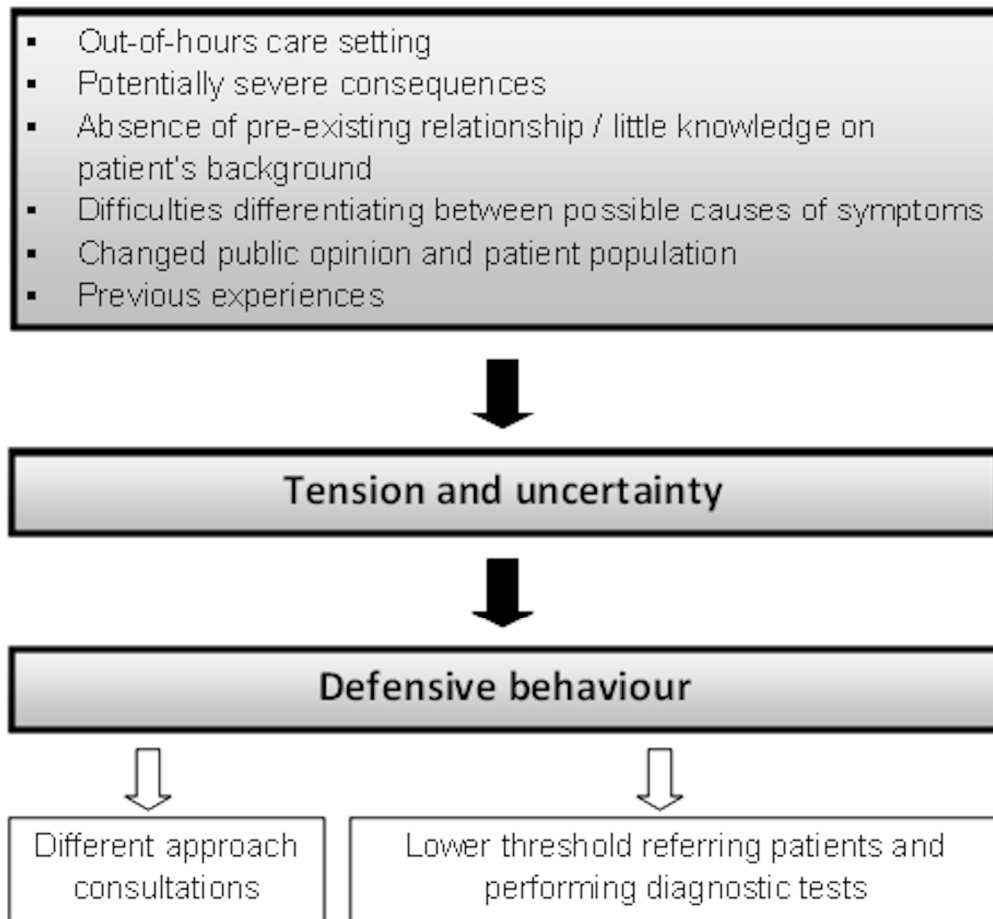 ▪ Out-of-hours care setting
▪ Potentially severe consequences
▪ Absence of pre-existing relationship / little knowledge on
patient's background
▪ Difficulties differentiating between possible causes of symptoms
▪ Changed public opinion and patient population
▪ Previous experiences
Tension and uncertainty
Defensive behaviour
Different approach
consultations
Lower threshold referring patients and
performing diagnostic tests